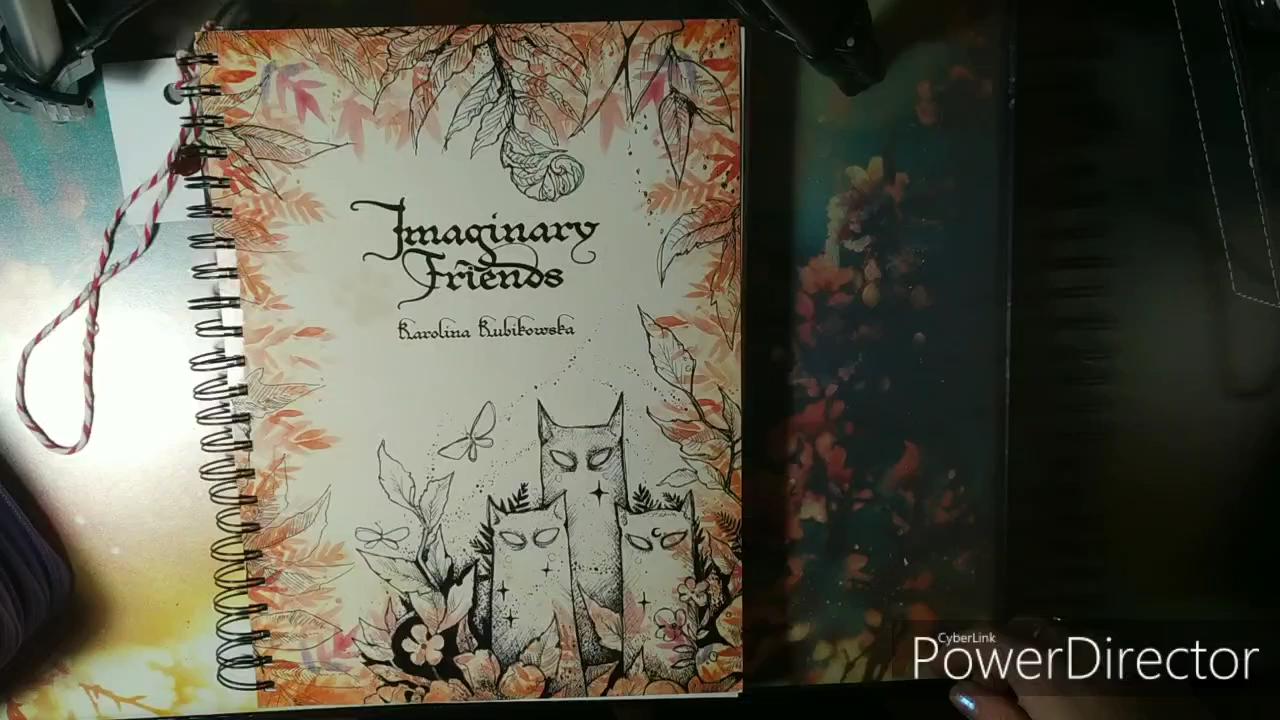 Imaginary
Friends
Karolina Kubikowska
CyberLink
PowerDirector